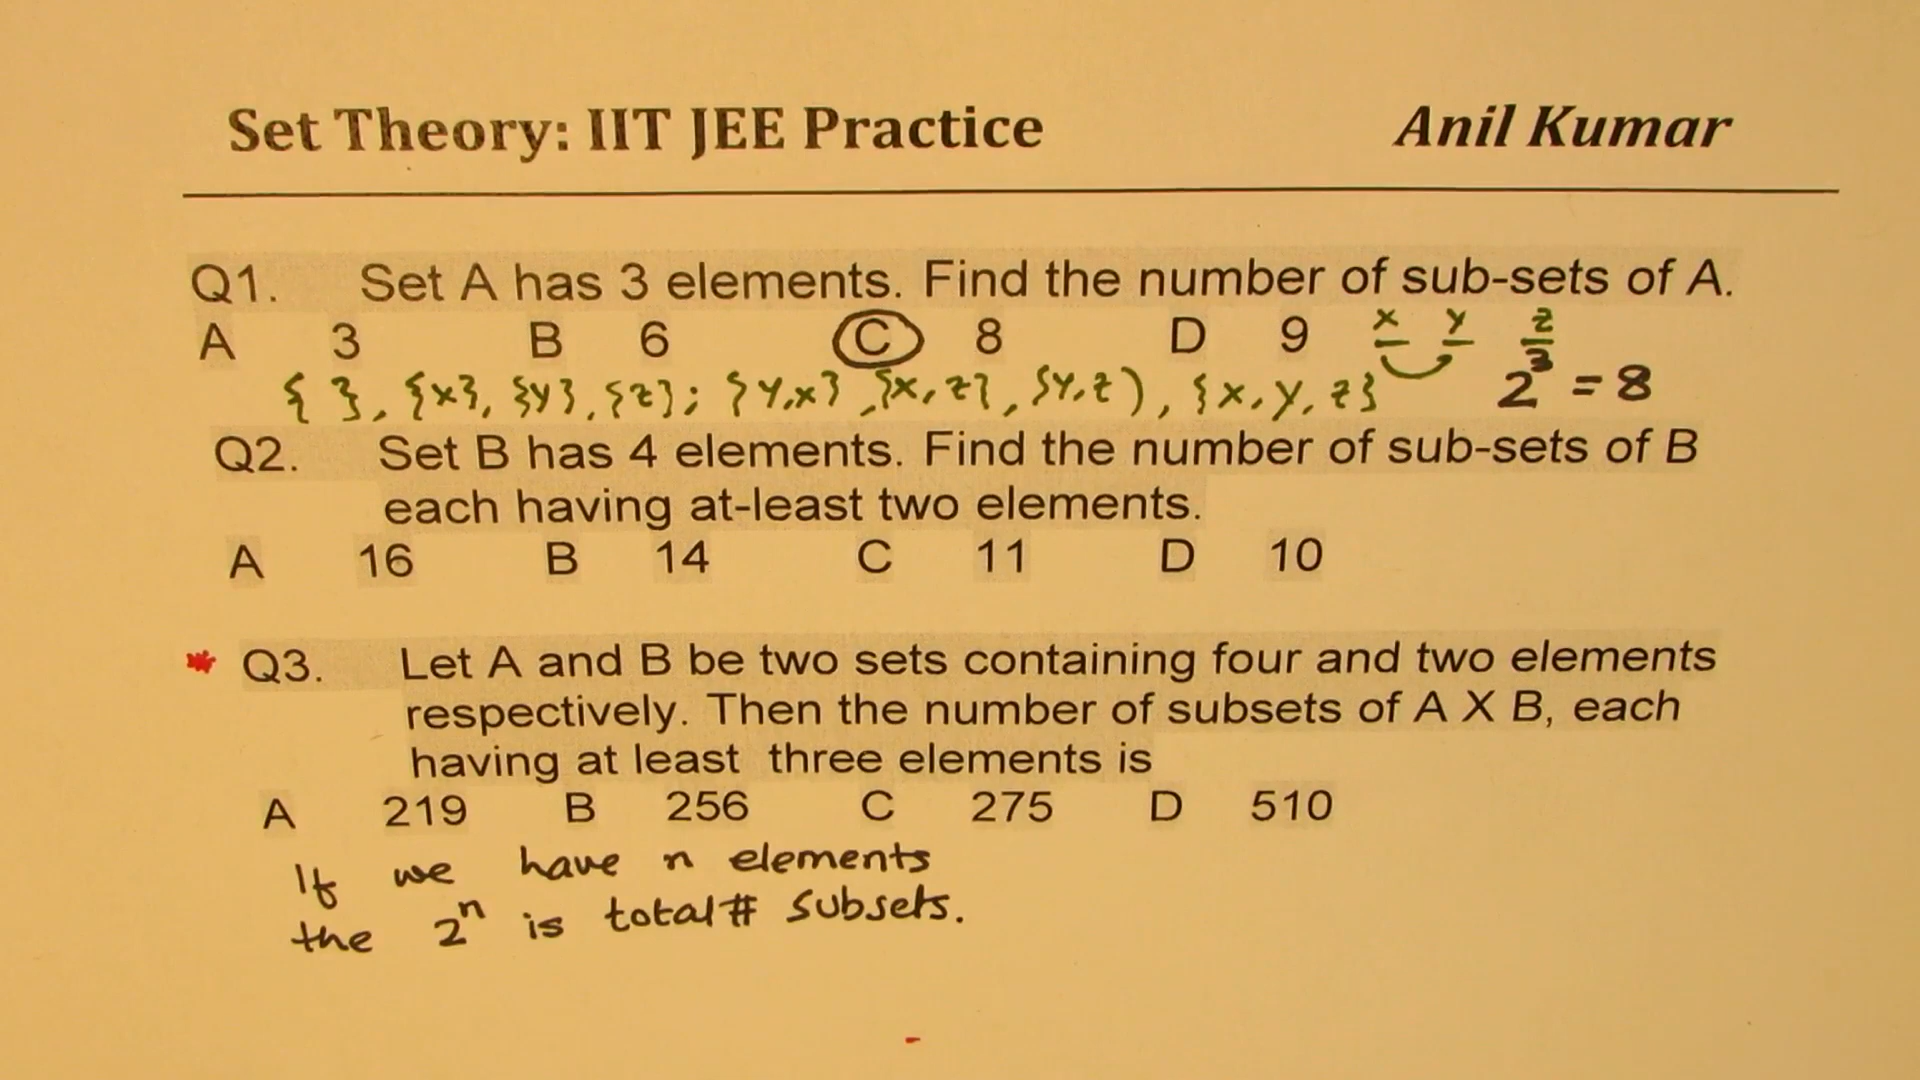 Set Theory: IIT JEE Practice Anil Kumar
Q1. Set A has 3 elements. Find the number of sub-sets of A.
A 3 B 6 C 8 D 9 x y z
{ }, {x}, {y}, {z}; {y,x}, {x,z}, {y,z), {x,y,z} 2³ = 8
Q2. Set B has 4 elements. Find the number of sub-sets of B
each having at-least two elements.
A 16 B 14 C 11 D 10
* Q3. Let A and B be two sets containing four and two elements
respectively. Then the number of subsets of A X B, each
having at least three elements is
A 219 B 256 C 275 D 510
If we have n elements
the 2ⁿ is total # subsets.